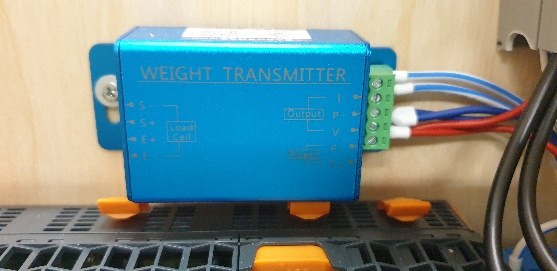 WEIGHT TRANSMITTER
S-
S+
E+
E-
Load
Cell
I
P
V
Output